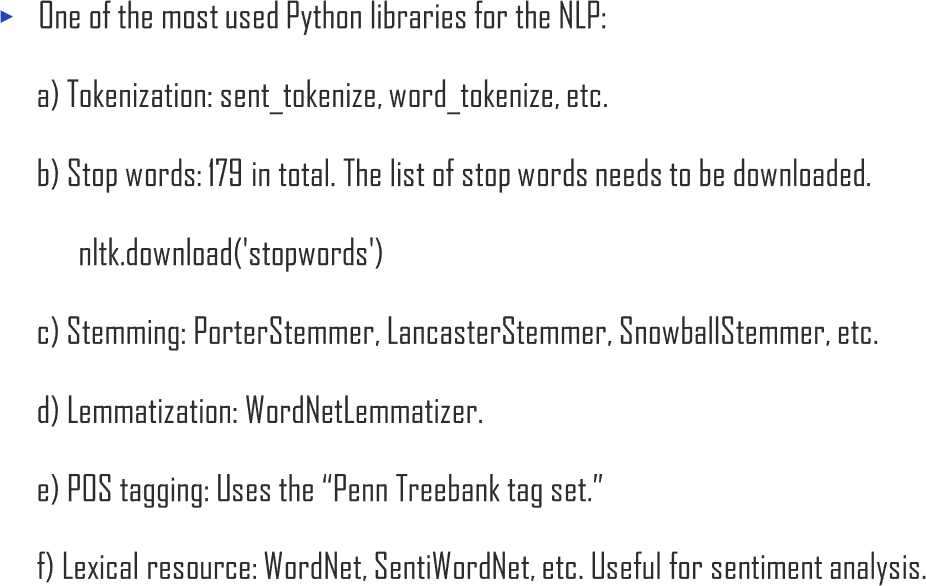 ▸ One of the most used Python libraries for the NLP:
a) Tokenization: sent_tokenize, word_tokenize, etc.
b) Stop words: 179 in total. The list of stop words needs to be downloaded.
nltk.download('stopwords')
c) Stemming: PorterStemmer, LancasterStemmer, SnowballStemmer, etc.
d) Lemmatization: WordNetLemmatizer.
e) POS tagging: Uses the “Penn Treebank tag set.”
f) Lexical resource: WordNet, SentiWordNet, etc. Useful for sentiment analysis.